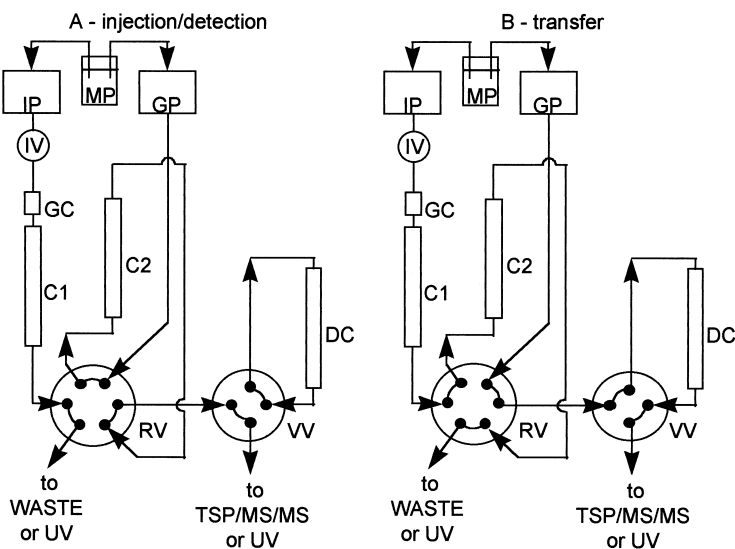 A - injection/detection
B - transfer
IP
MP
GP
IV
GC
C1
C2
DC
RV
VV
to
WASTE
or UV
to
TSP/MS/MS
or UV
IP
MP
GP
IV
GC
C1
C2
DC
RV
VV
to
WASTE
or UV
to
TSP/MS/MS
or UV